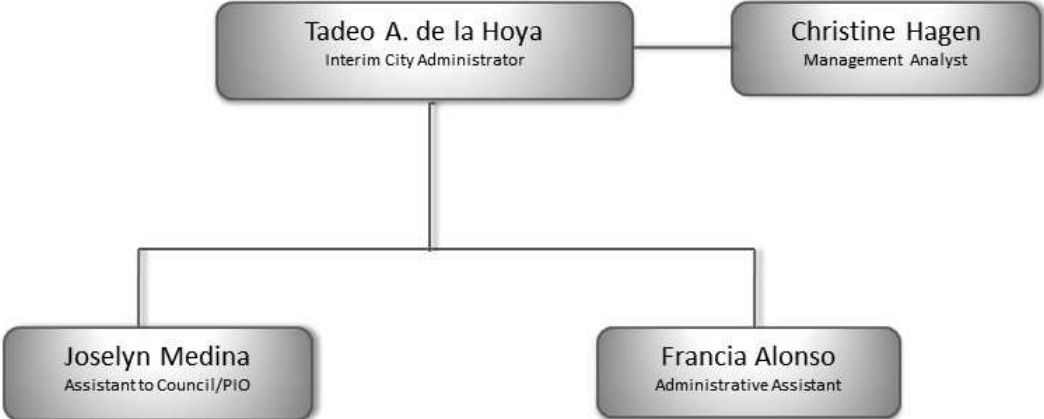 Tadeo A. de la Hoya
Interim City Administrator
Christine Hagen
Management Analyst
Joselyn Medina
Assistant to Council/PIO
Francia Alonso
Administrative Assistant